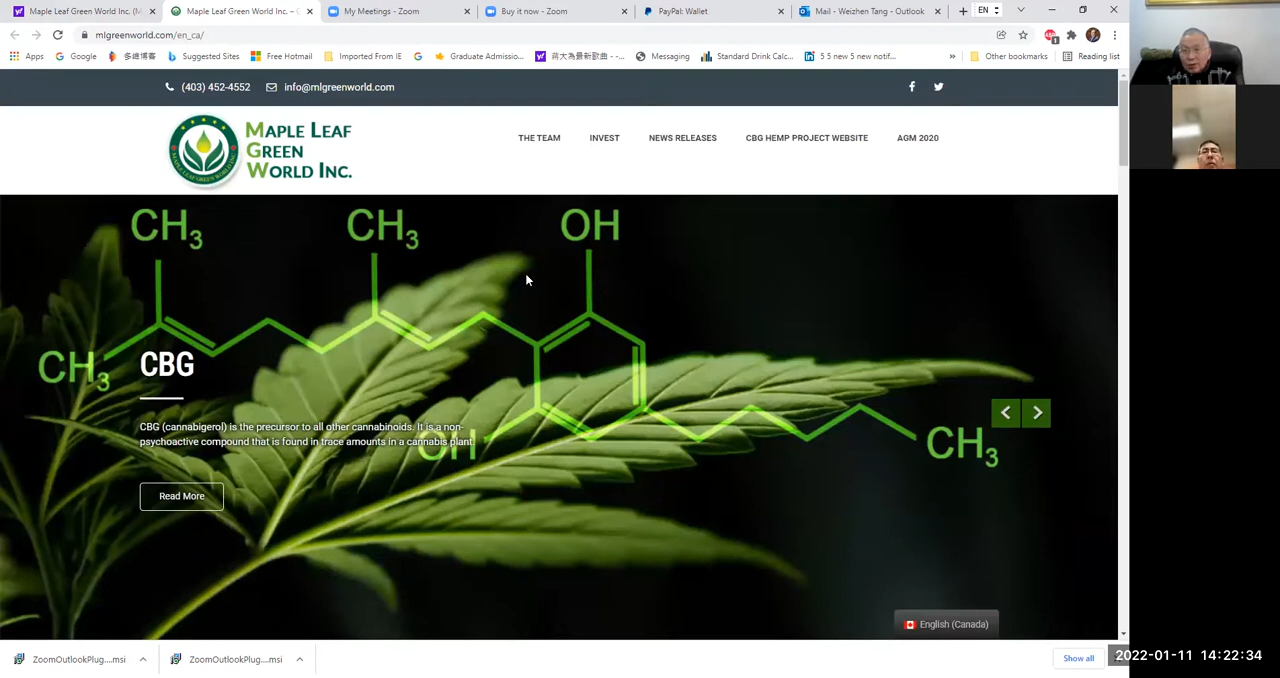 Maple Leaf Green World Inc. (M
Maple Leaf Green World Inc. – C
My Meetings - Zoom
Buy it now - Zoom
PayPal: Wallet
Mail - Weizhen Tang - Outlook
EN
mlgreenworld.com/en_ca/
1
Apps
Google
多維博客
Suggested Sites
Free Hotmail
Imported From IE
Graduate Admissio...
蒋大為最新歌曲 - -...
Messaging
Standard Drink Calc...
5 5 new 5 new notif...
»
Other bookmarks
Reading list
(403) 452-4552
info@mlgreenworld.com
MAPLE LEAF
GREEN
WORLD INC.
THE TEAM
INVEST
NEWS RELEASES
CBG HEMP PROJECT WEBSITE
AGM 2020
CH3
CH3
OH
CH3
CBG
CBG (cannabigerol) is the precursor to all other cannabinoids. It is a non-
psychoactive compound that is found in trace amounts in a cannabis plant.
OH
CH3
Read More
English (Canada)
ZoomOutlookPlug....msi
ZoomOutlookPlug....msi
Show all
2022-01-11 14:22:34